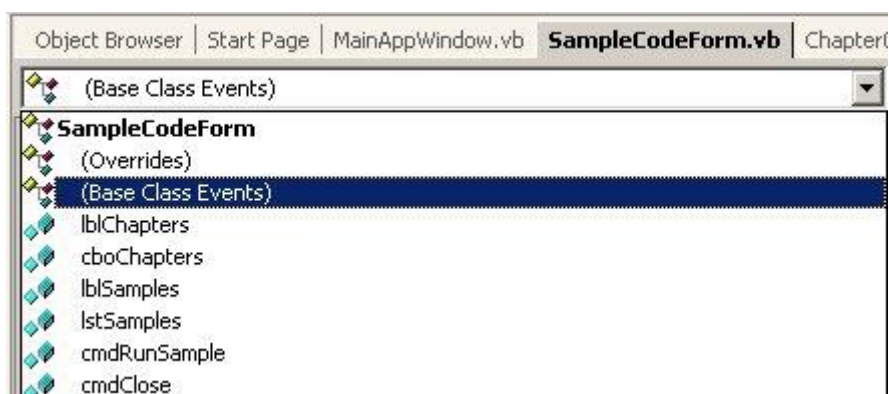 Object Browser | Start Page | MainAppWindow.vb SampleCodeForm.vb
(Base Class Events)
SampleCodeForm
(Overrides)
(Base Class Events)
lblChapters
cboChapters
lblSamples
lstSamples
cmdRunSample
cmdClose